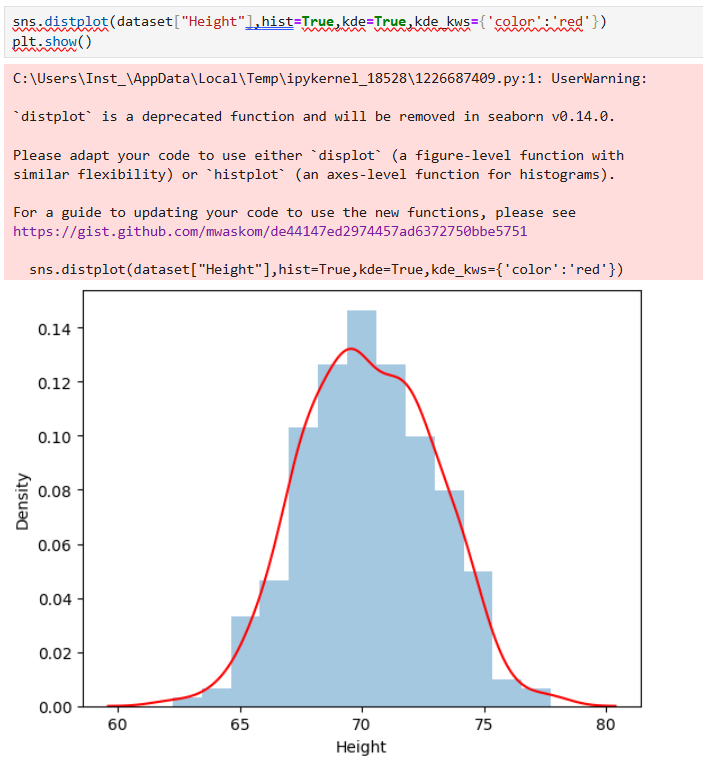 sns.distplot(dataset["Height"],hist=True,kde=True,kde_kws={'color':'red'})
plt.show()
C:\Users\Inst_\AppData\Local\Temp\ipykernel_18528\1226687409.py:1: UserWarning:
`distplot` is a deprecated function and will be removed in seaborn v0.14.0.
Please adapt your code to use either `displot` (a figure-level function with
similar flexibility) or `histplot` (an axes-level function for histograms).
For a guide to updating your code to use the new functions, please see
https://gist.github.com/mwaskom/de44147ed2974457ad6372750bbe5751
sns.distplot(dataset["Height"],hist=True,kde=True,kde_kws={'color':'red'})
0.14
0.12
0.10
0.08
0.06
0.04
0.02
0.00
Density
60 65 70 75 80
Height